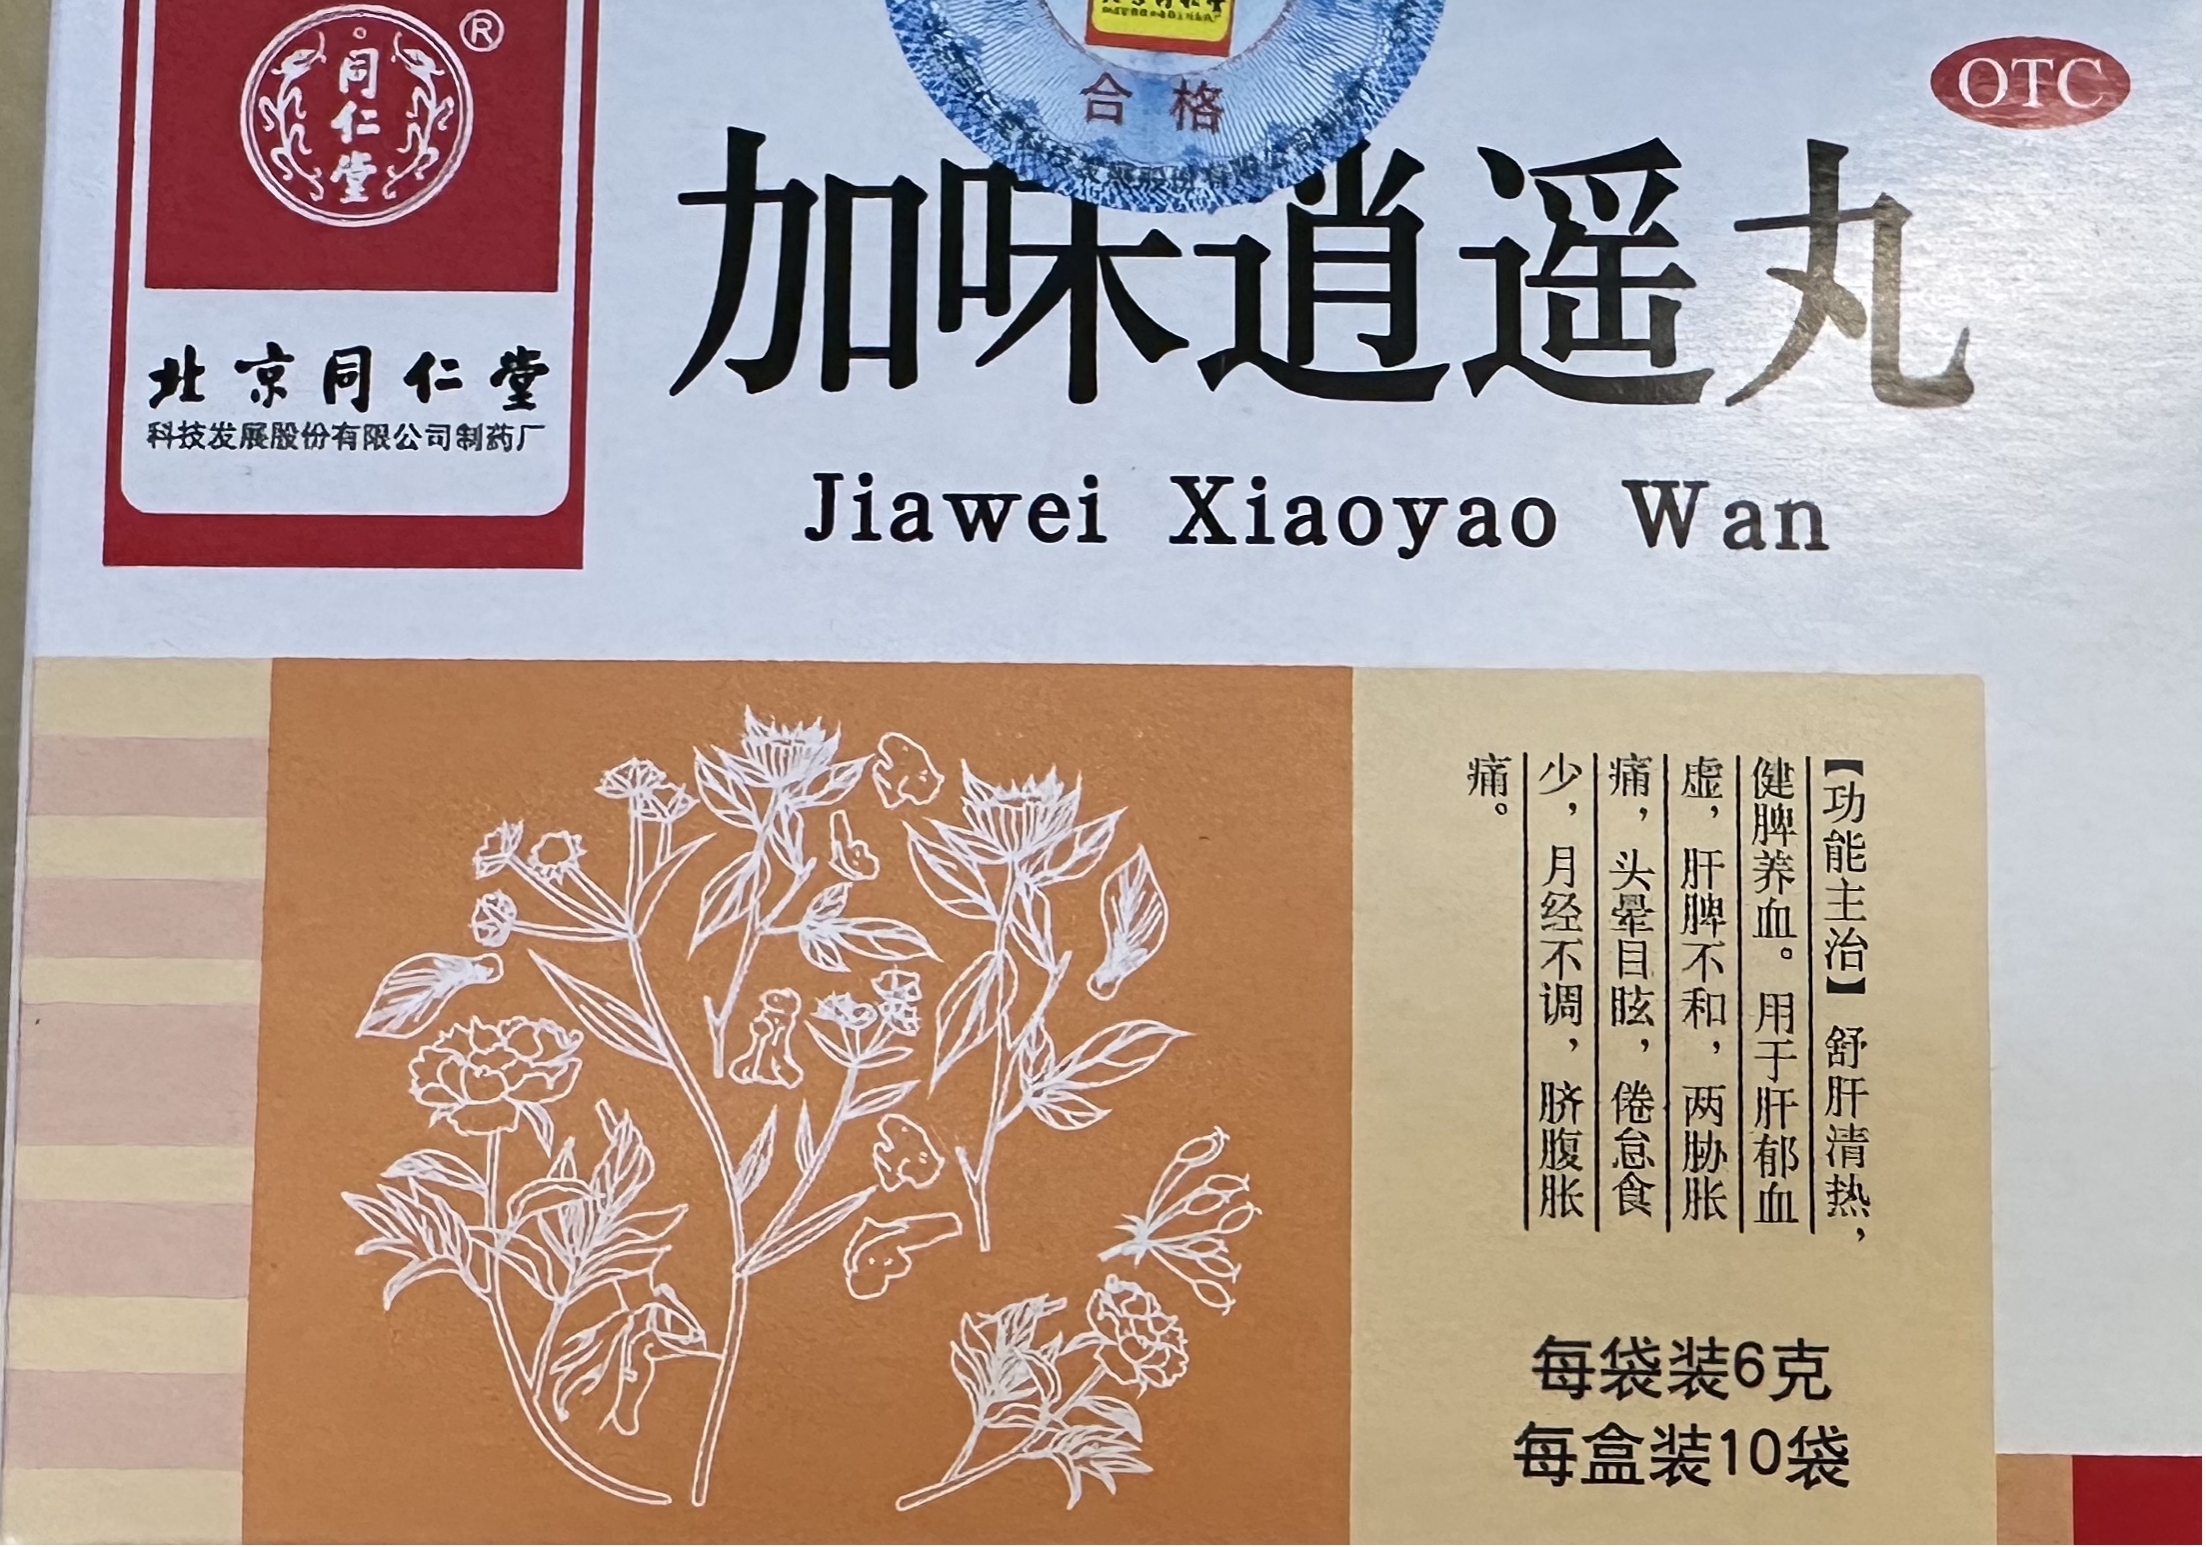 同仁堂
®
北京同仁堂
科技发展股份有限公司制药厂
合格
OTC
加味逍遥丸
Jiawei Xiaoyao Wan
【功能主治】舒肝清热，
健脾养血。用于肝郁血
虚，肝脾不和，两胁胀
痛，头晕目眩，倦怠食
少，月经不调，脐腹胀
痛。
每袋装6克
每盒装10袋